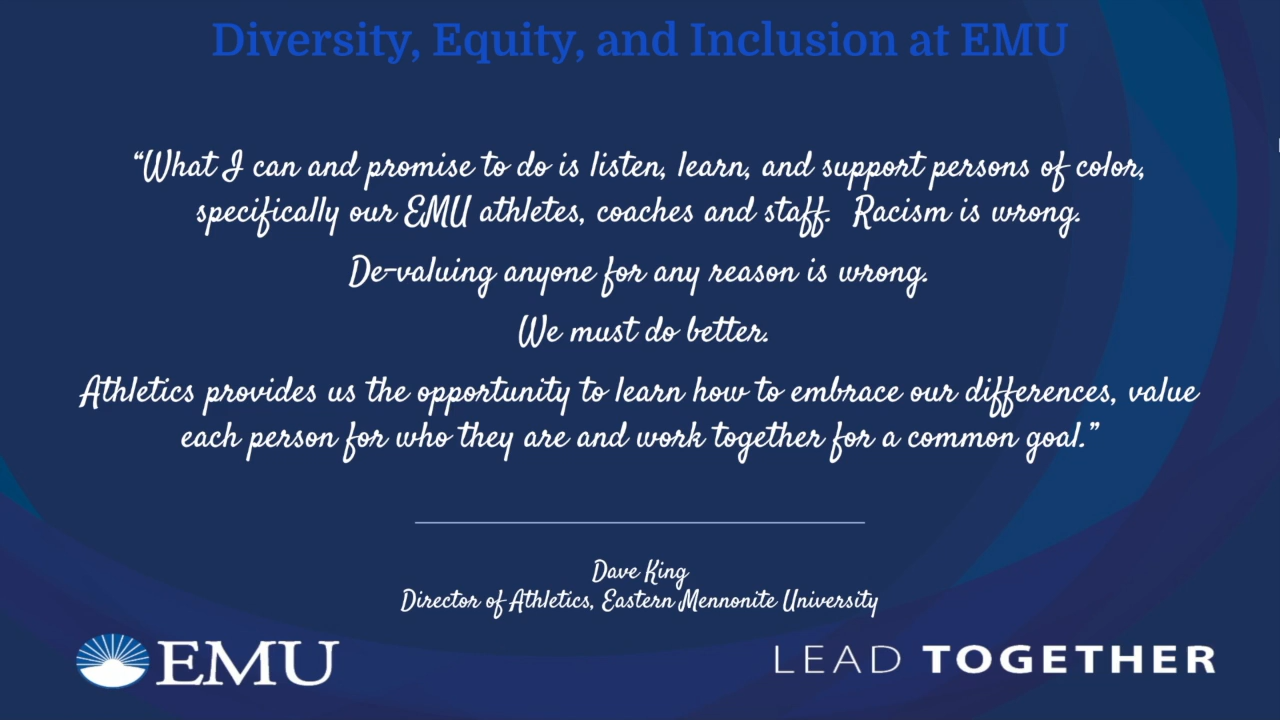 Diversity, Equity, and Inclusion at EMU
“What I can and promise to do is listen, learn, and support persons of color,
specifically our EMU athletes, coaches and staff.  Racism is wrong.
De-valuing anyone for any reason is wrong.
We must do better.
Athletics provides us the opportunity to learn how to embrace our differences, value
each person for who they are and work together for a common goal.”
Dave King
Director of Athletics, Eastern Mennonite University
EMU
LEAD TOGETHER